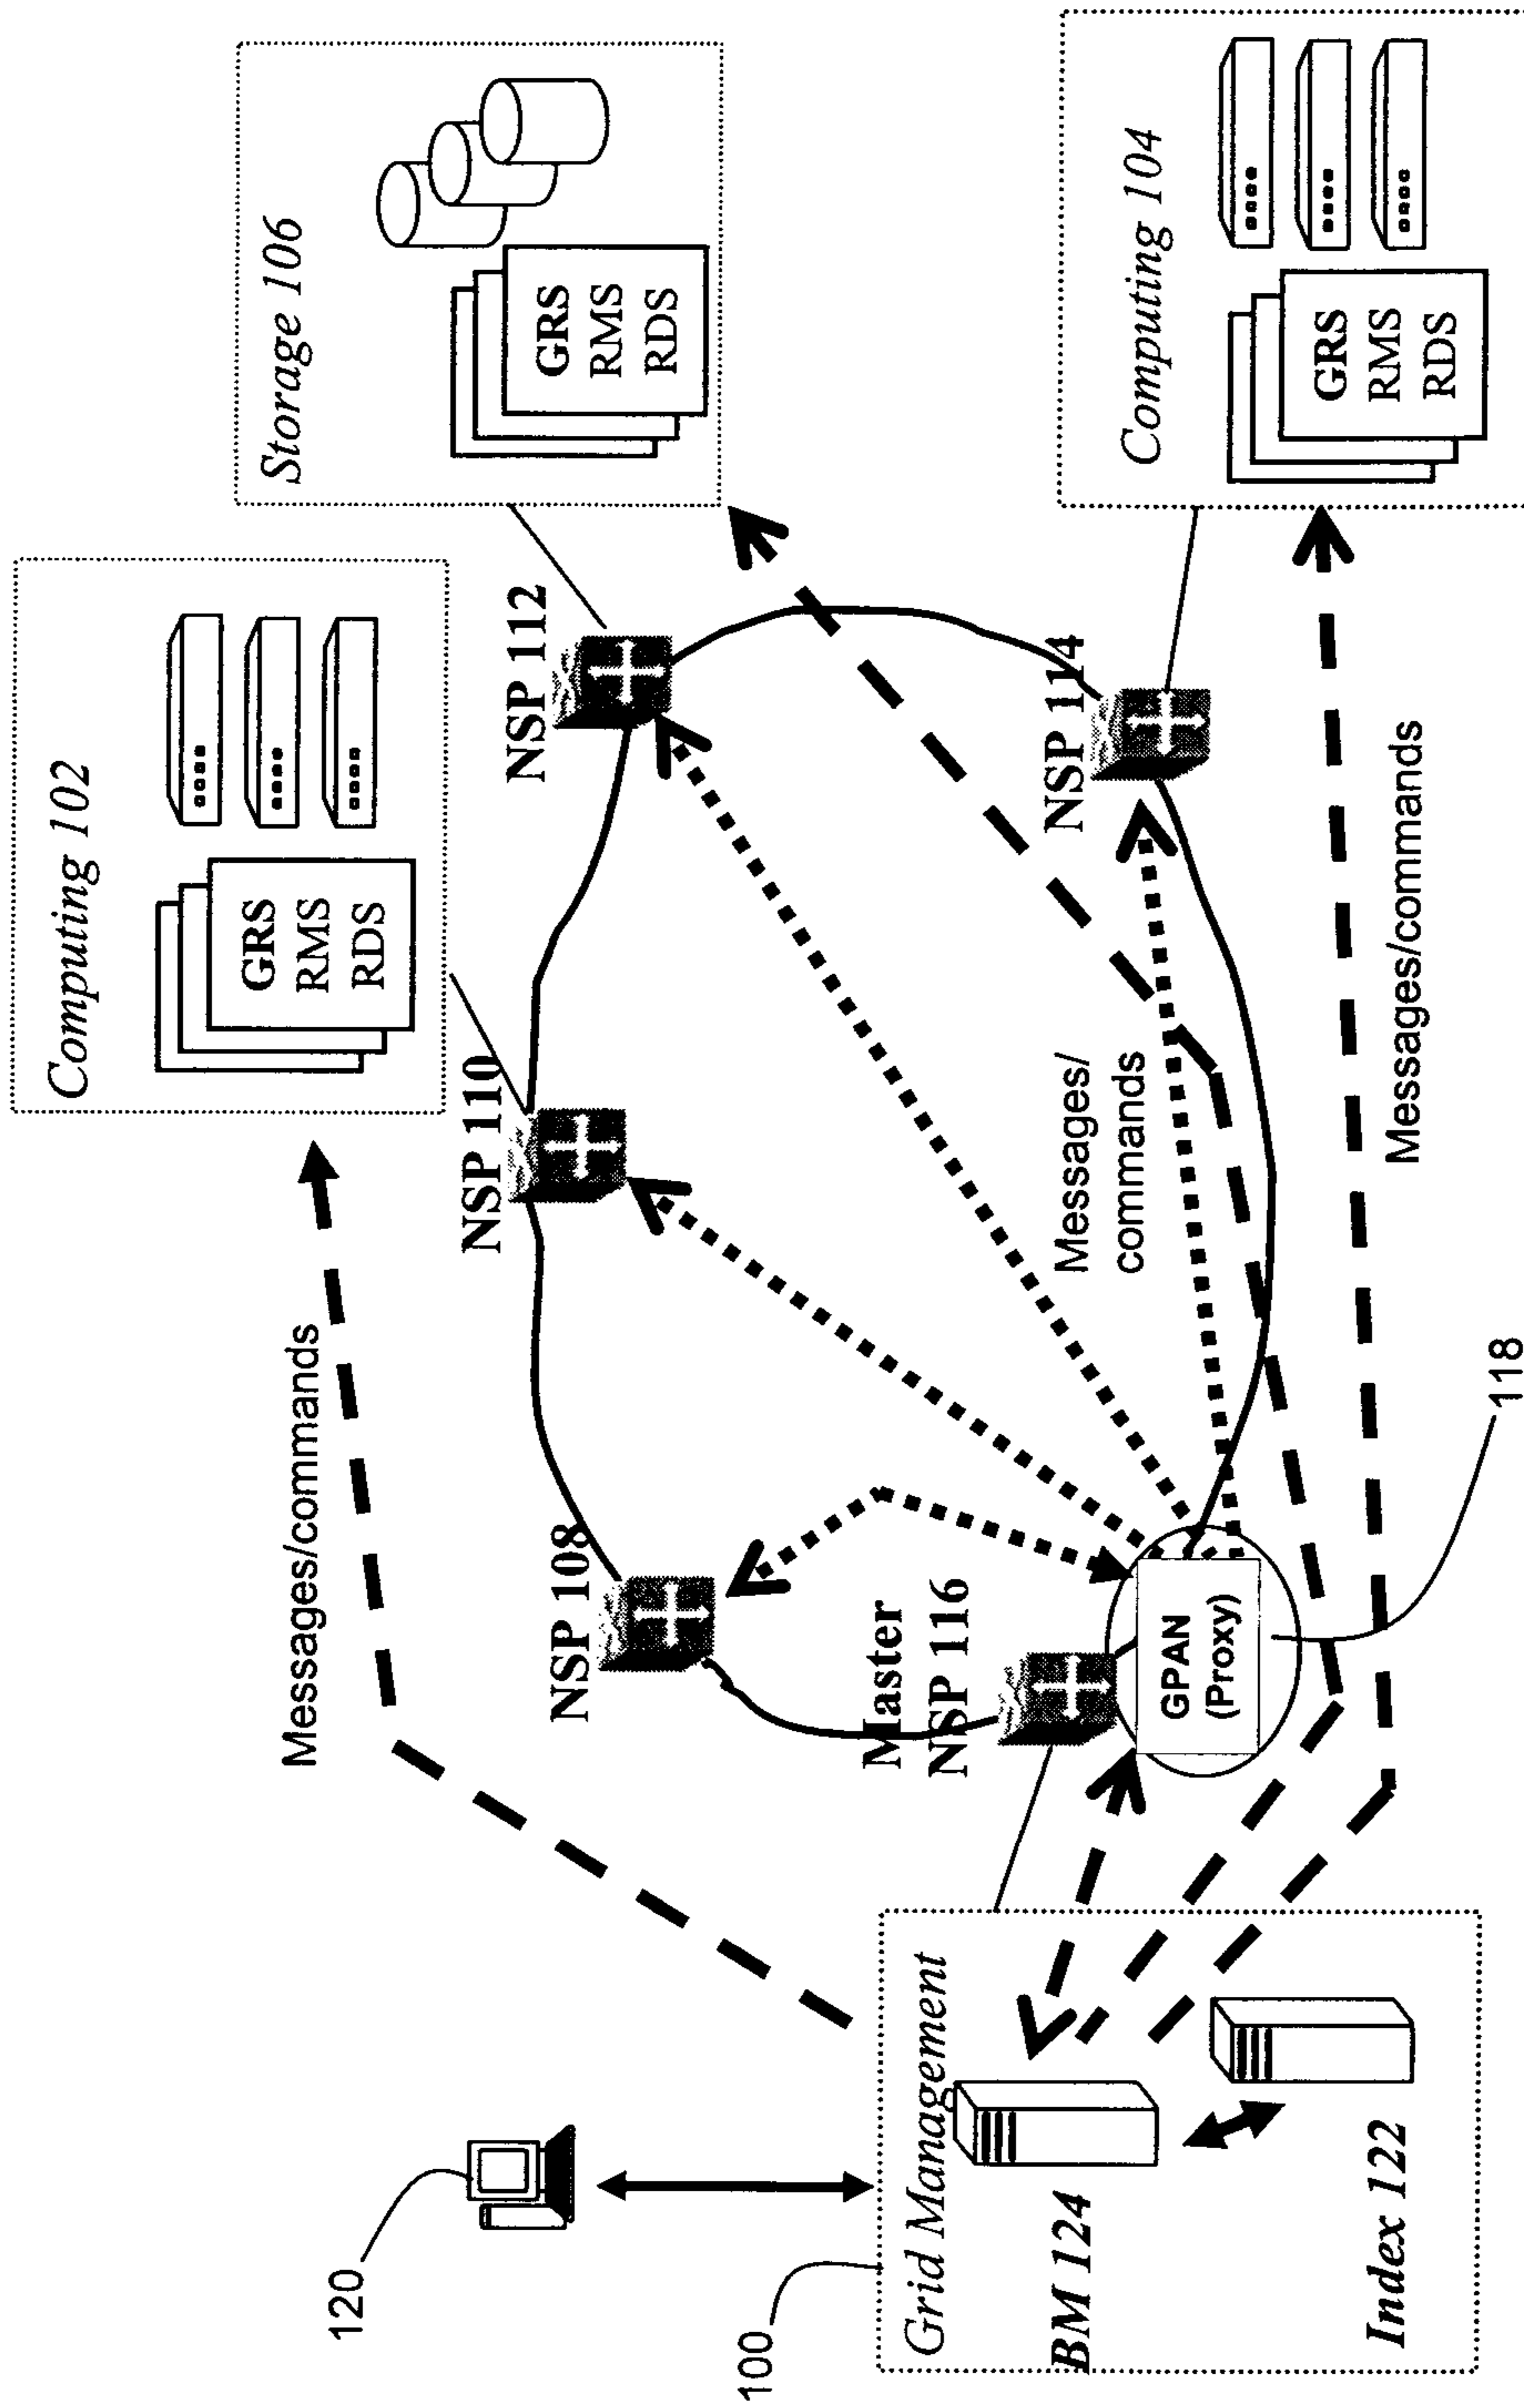 Computing 102
GRS
RMS
RDS
Storage 106
GRS
RMS
RDS
Messages/commands
NSP 110
NSP 112
120
NSP 108
100
Grid Management
Master
NSP 116
Messages/
commands
NSP 114
Computing 104
GRS
RMS
RDS
BM 124
GPAN
(Proxy)
Messages/commands
Index 122
118